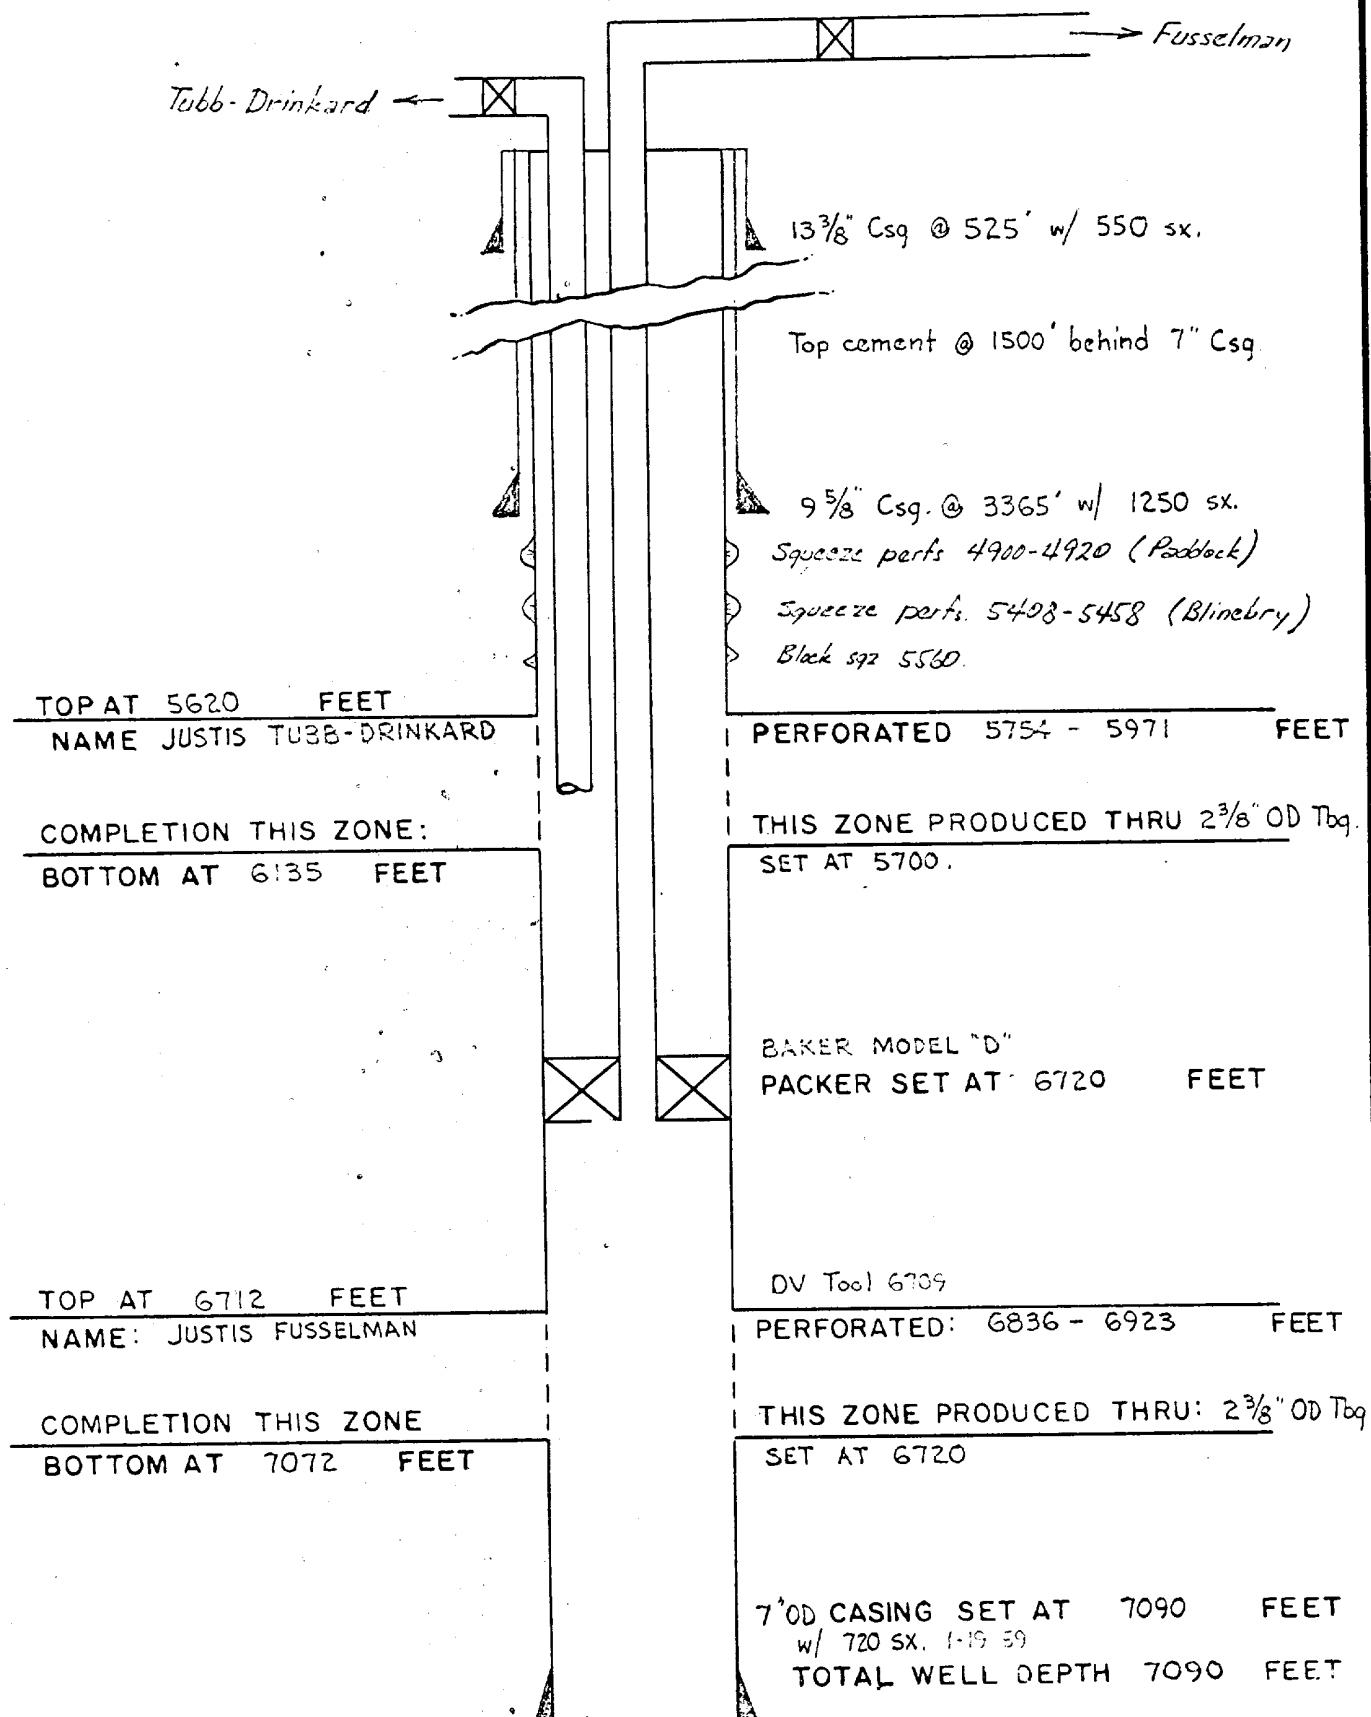 Fusselman
Tubb-Drinkard
13 3/8" Csg @ 525' w/ 550 sx.
Top cement @ 1500' behind 7" Csg
9 5/8" Csg. @ 3365' w/ 1250 sx.
Squeeze perfs 4900-4920 (Paddock)
Squeeze perfs. 5408-5458 (Blinebry)
Block sqz 5560.
TOP AT 5620 FEET
NAME JUSTIS TUBB-DRINKARD
PERFORATED 5754 - 5971 FEET
COMPLETION THIS ZONE:
THIS ZONE PRODUCED THRU 2 3/8" OD Tbg.
BOTTOM AT 6135 FEET
SET AT 5700.
BAKER MODEL "D"
PACKER SET AT 6720 FEET
DV Tool 6709
TOP AT 6712 FEET
NAME: JUSTIS FUSSELMAN
PERFORATED: 6836 - 6923 FEET
COMPLETION THIS ZONE
THIS ZONE PRODUCED THRU: 2 3/8" OD Tbg
BOTTOM AT 7072 FEET
SET AT 6720
7" OD CASING SET AT 7090 FEET
w/ 720 SX. 1-19 59
TOTAL WELL DEPTH 7090 FEET